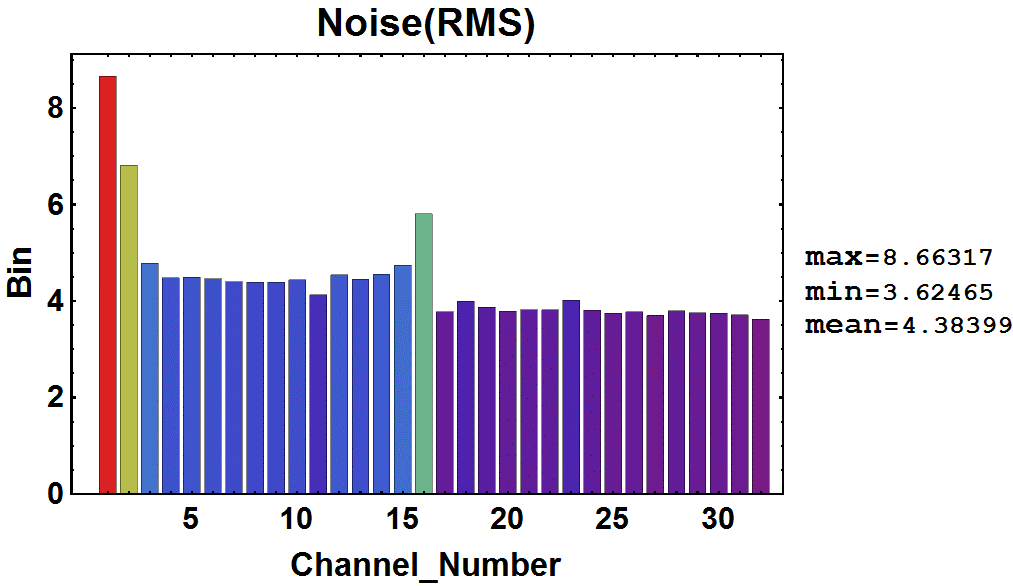 Noise(RMS)
8
6
4
2
0
Bin
5 10 15 20 25 30
Channel_Number
max=8.66317
min=3.62465
mean=4.38399